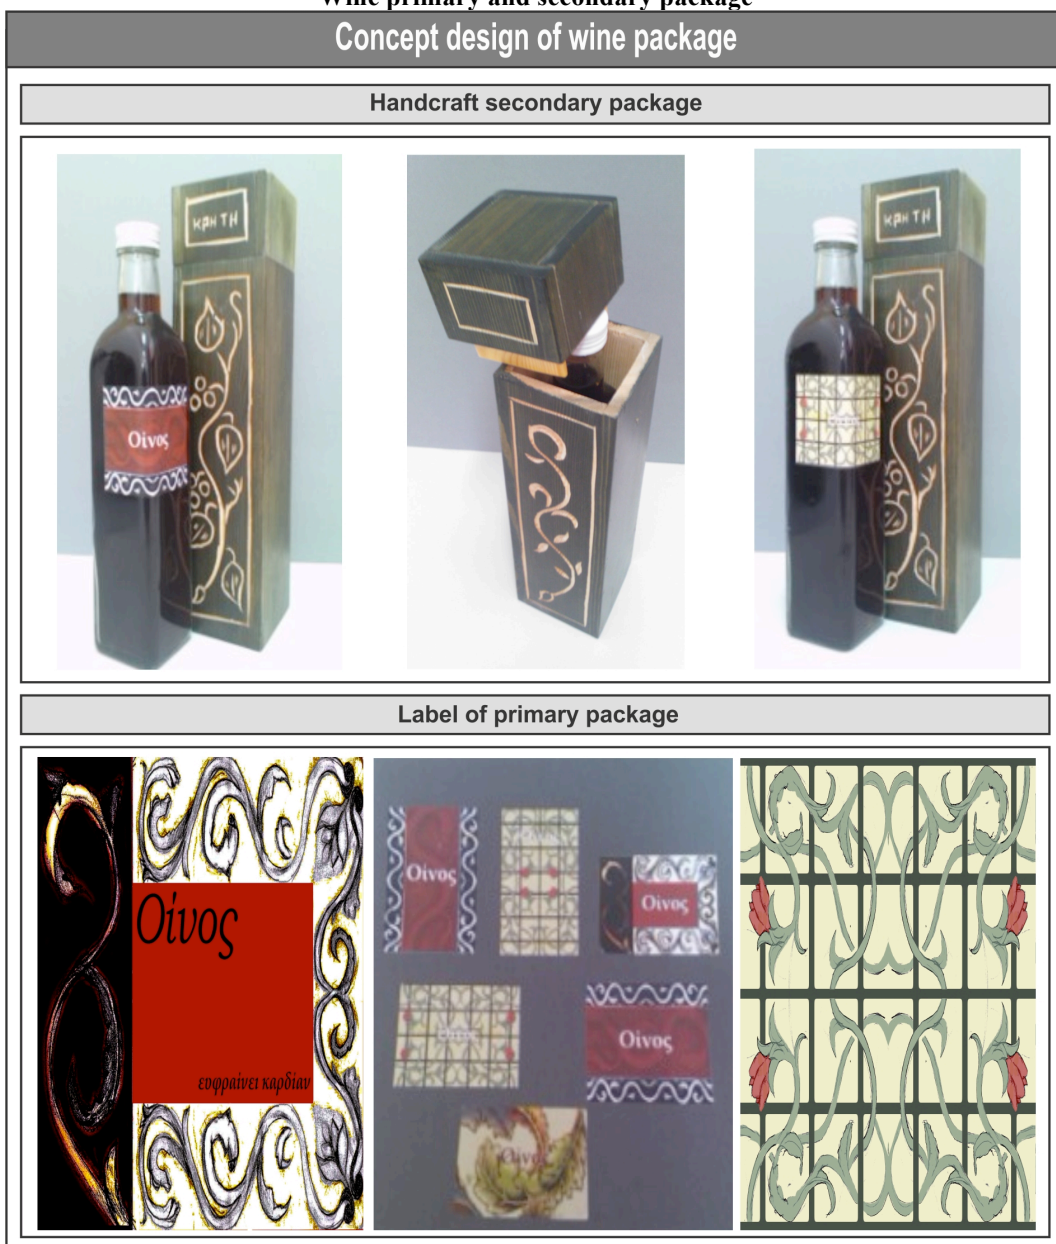 Wine primary and secondary package
Concept design of wine package
Handcraft secondary package
ΚΡΗΤΗ
Οίνος
ΚΡΗΤΗ
Label of primary package
Οίνος
ευφραίνει καρδίαν
Οίνος
Οίνος
Οίνος
Οίνος